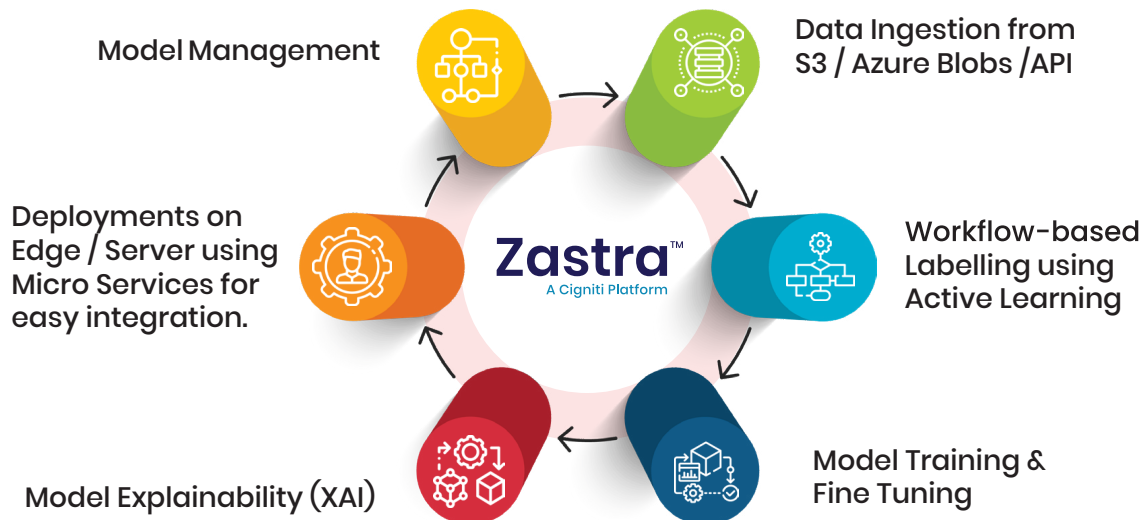 Model Management
Data Ingestion from
S3 / Azure Blobs /API
Deployments on
Edge / Server using
Micro Services for
easy integration.
Zastra™
A Cigniti Platform
Workflow-based
Labelling using
Active Learning
Model Explainability (XAI)
Model Training &
Fine Tuning